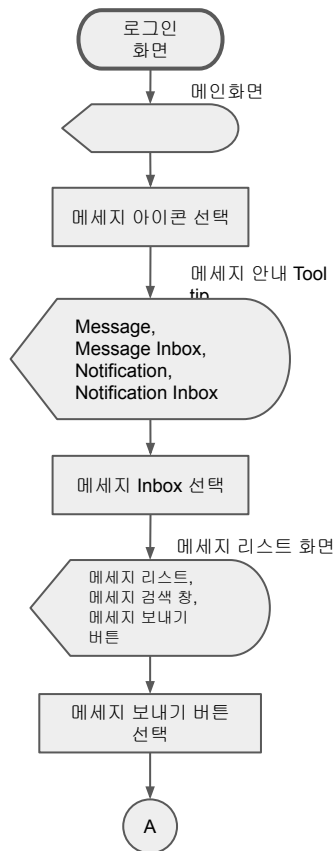 로그인
화면
메인화면
메세지 아이콘 선택
메세지 안내 Tool
tip
Message,
Message Inbox,
Notification,
Notification Inbox
메세지 Inbox 선택
메세지 리스트 화면
메세지 리스트,
메세지 검색 창,
메세지 보내기
버튼
메세지 보내기 버튼
선택
A